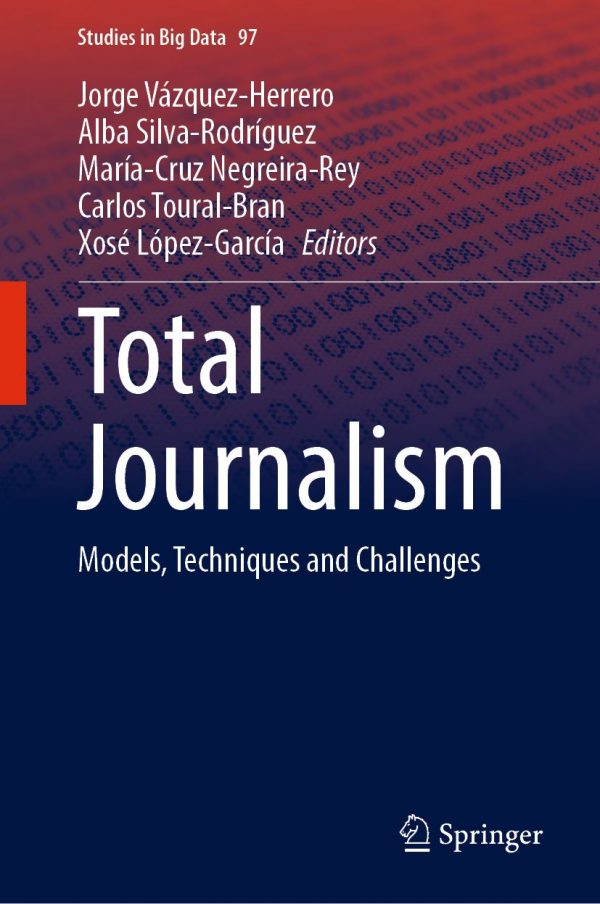 Studies in Big Data 97
Jorge Vázquez-Herrero
Alba Silva-Rodríguez
María-Cruz Negreira-Rey
Carlos Toural-Bran
Xosé López-García Editors
Total
Journalism
Models, Techniques and Challenges
Springer